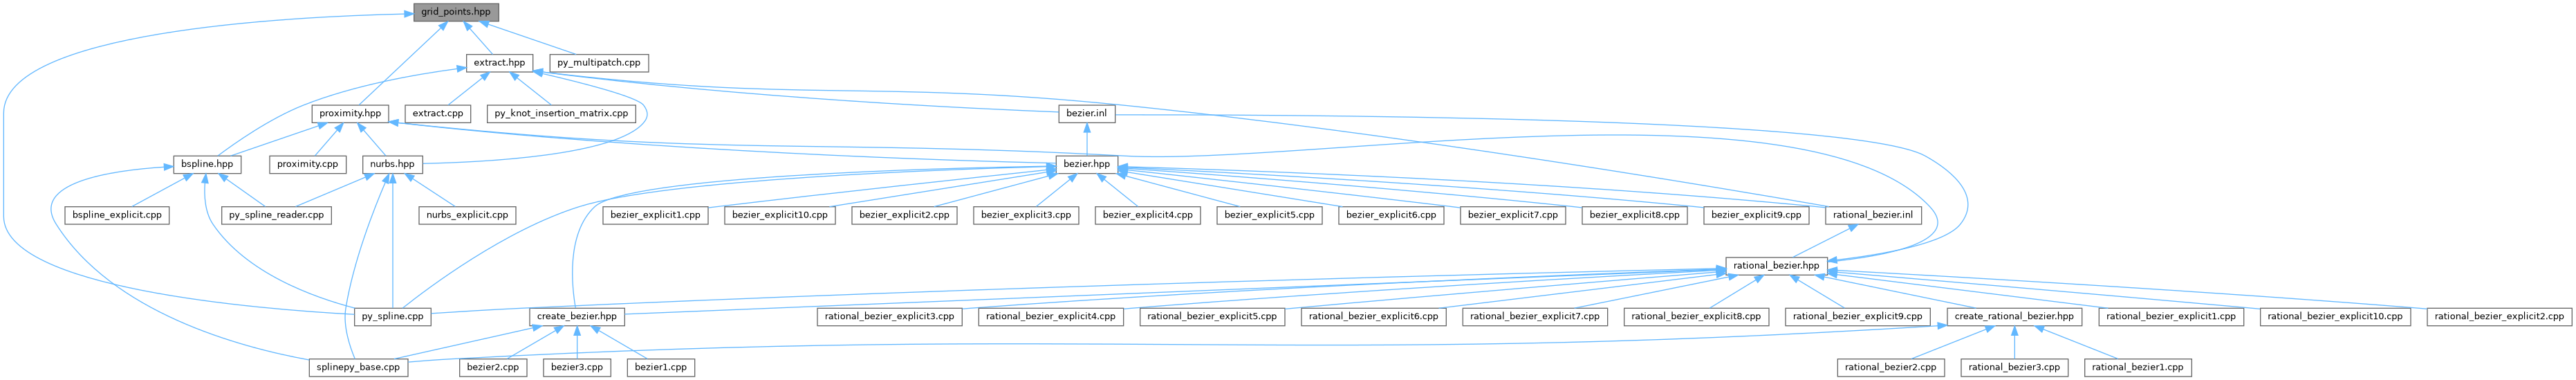 grid_points.hpp
extract.hpp
py_multipatch.cpp
proximity.hpp
extract.cpp
py_knot_insertion_matrix.cpp
bezier.inl
bspline.hpp
proximity.cpp
nurbs.hpp
bezier.hpp
bspline_explicit.cpp
py_spline_reader.cpp
nurbs_explicit.cpp
bezier_explicit1.cpp
bezier_explicit10.cpp
bezier_explicit2.cpp
bezier_explicit3.cpp
bezier_explicit4.cpp
bezier_explicit5.cpp
bezier_explicit6.cpp
bezier_explicit7.cpp
bezier_explicit8.cpp
bezier_explicit9.cpp
rational_bezier.inl
rational_bezier.hpp
py_spline.cpp
create_bezier.hpp
rational_bezier_explicit3.cpp
rational_bezier_explicit4.cpp
rational_bezier_explicit5.cpp
rational_bezier_explicit6.cpp
rational_bezier_explicit7.cpp
rational_bezier_explicit8.cpp
rational_bezier_explicit9.cpp
create_rational_bezier.hpp
rational_bezier_explicit1.cpp
rational_bezier_explicit10.cpp
rational_bezier_explicit2.cpp
splinepy_base.cpp
bezier2.cpp
bezier3.cpp
bezier1.cpp
rational_bezier2.cpp
rational_bezier3.cpp
rational_bezier1.cpp